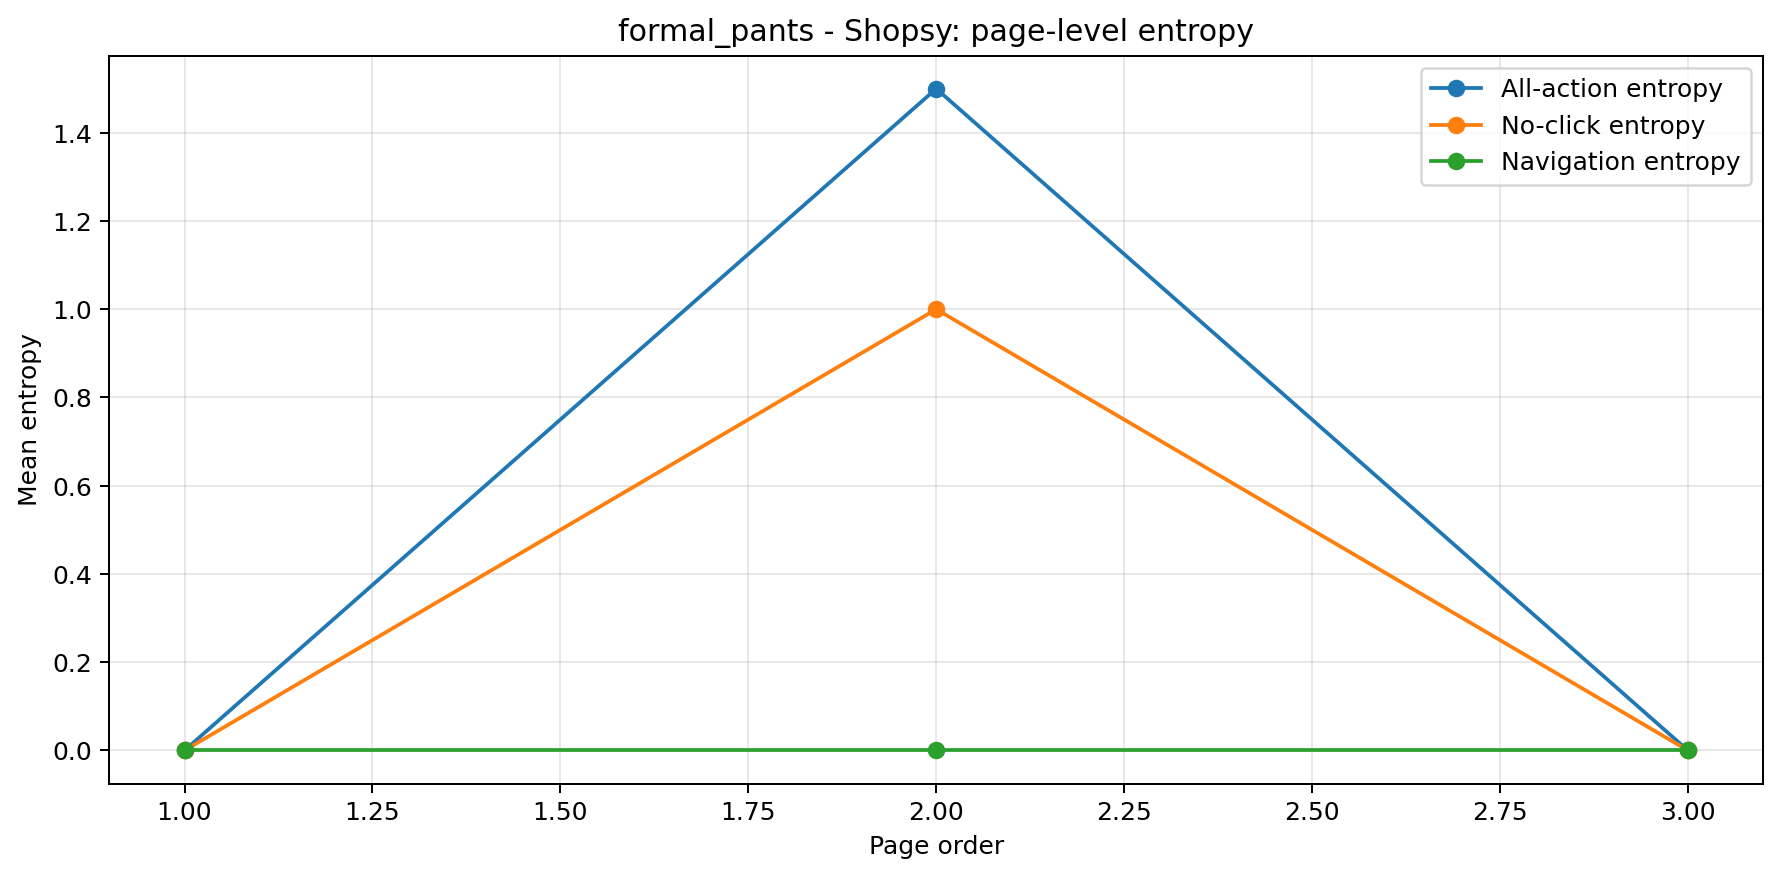 formal_pants - Shopsy: page-level entropy
All-action entropy
No-click entropy
Navigation entropy
Mean entropy
1.4
1.2
1.0
0.8
0.6
0.4
0.2
0.0
1.00 1.25 1.50 1.75 2.00 2.25 2.50 2.75 3.00
Page order